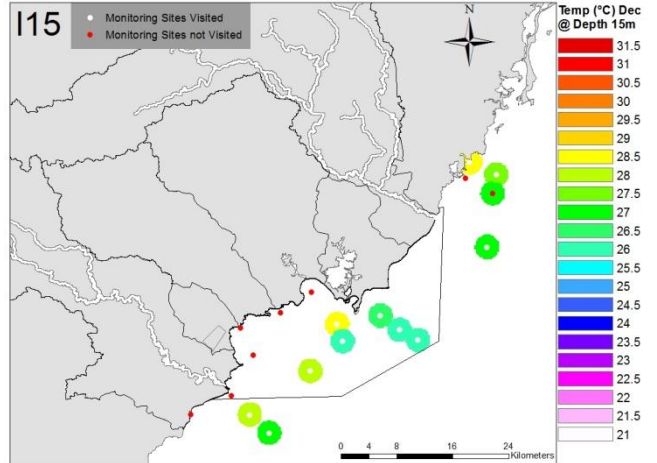 I15
Monitoring Sites Visited
Monitoring Sites not Visited
N
Temp (°C) Dec
@ Depth 15m
31.5
31
30.5
30
29.5
29
28.5
28
27.5
27
26.5
26
25.5
25
24.5
24
23.5
23
22.5
22
21.5
21
0 4 8 16 24
Kilometers